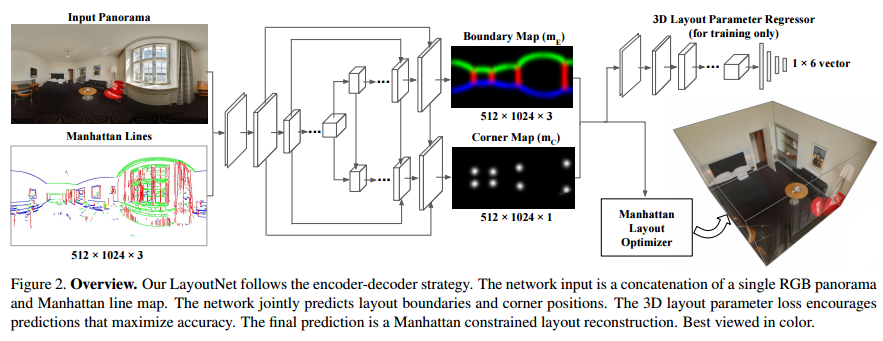 Input Panorama
Manhattan Lines
512 × 1024 × 3
Boundary Map (mE)
512 × 1024 × 3
Corner Map (mC)
512 × 1024 × 1
3D Layout Parameter Regressor
(for training only)
1 × 6 vector
Manhattan
Layout
Optimizer
Figure 2. Overview. Our LayoutNet follows the encoder-decoder strategy. The network input is a concatenation of a single RGB panorama
and Manhattan line map. The network jointly predicts layout boundaries and corner positions. The 3D layout parameter loss encourages
predictions that maximize accuracy. The final prediction is a Manhattan constrained layout reconstruction. Best viewed in color.